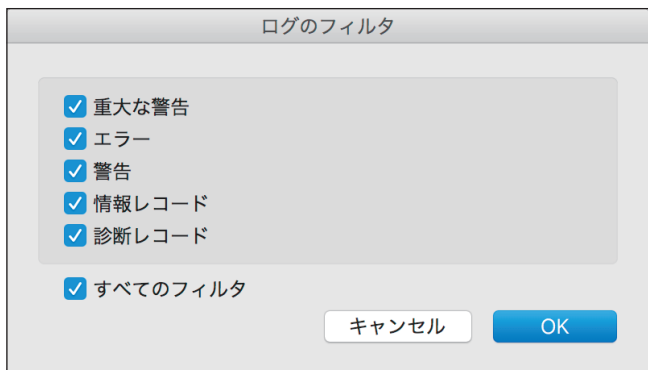 ログのフィルタ
重大な警告
エラー
警告
情報レコード
診断レコード
すべてのフィルタ
キャンセル OK